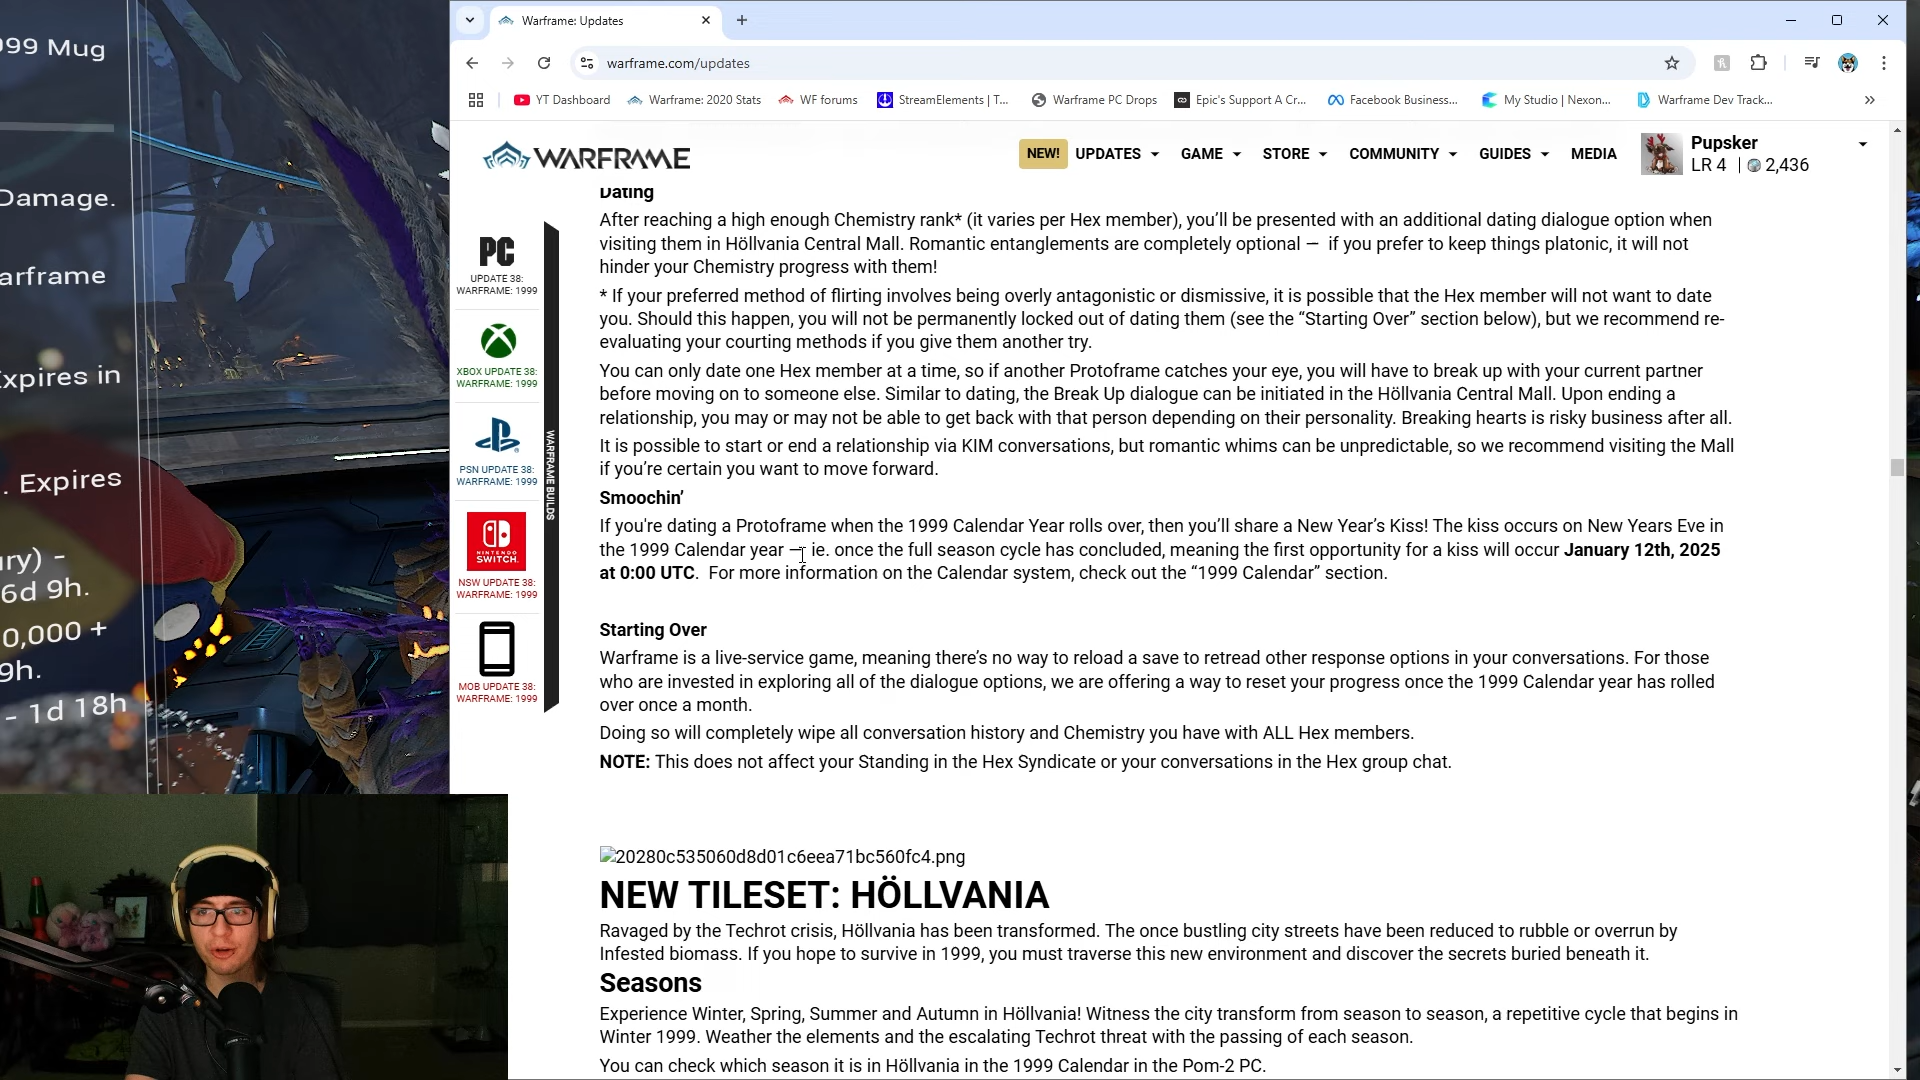 999 Mug
Damage.
arframe
xpires in
. Expires
ry) -
6d 9h.
0,000 +
9h.
- 1d 18h
Warframe: Updates
warframe.com/updates
YT Dashboard
Warframe: 2020 Stats
WF forums
StreamElements | T...
Warframe PC Drops
Epic's Support A Cr...
Facebook Business...
My Studio | Nexon...
Warframe Dev Track...
WARFRAME
NEW!
UPDATES
GAME
STORE
COMMUNITY
GUIDES
MEDIA
Pupsker
LR 4 | 2,436
PC
UPDATE 38:
WARFRAME: 1999
XBOX UPDATE 38:
WARFRAME: 1999
PSN UPDATE 38:
WARFRAME: 1999
NINTENDO
SWITCH.
NSW UPDATE 38:
WARFRAME: 1999
MOB UPDATE 38:
WARFRAME: 1999
WARFRAME BUILDS
Dating
After reaching a high enough Chemistry rank* (it varies per Hex member), you’ll be presented with an additional dating dialogue option when
visiting them in Höllvania Central Mall. Romantic entanglements are completely optional — if you prefer to keep things platonic, it will not
hinder your Chemistry progress with them!
* If your preferred method of flirting involves being overly antagonistic or dismissive, it is possible that the Hex member will not want to date
you. Should this happen, you will not be permanently locked out of dating them (see the “Starting Over” section below), but we recommend re-
evaluating your courting methods if you give them another try.
You can only date one Hex member at a time, so if another Protoframe catches your eye, you will have to break up with your current partner
before moving on to someone else. Similar to dating, the Break Up dialogue can be initiated in the Höllvania Central Mall. Upon ending a
relationship, you may or may not be able to get back with that person depending on their personality. Breaking hearts is risky business after all.
It is possible to start or end a relationship via KIM conversations, but romantic whims can be unpredictable, so we recommend visiting the Mall
if you’re certain you want to move forward.
Smoochin’
If you're dating a Protoframe when the 1999 Calendar Year rolls over, then you’ll share a New Year’s Kiss! The kiss occurs on New Years Eve in
the 1999 Calendar year — ie. once the full season cycle has concluded, meaning the first opportunity for a kiss will occur January 12th, 2025
at 0:00 UTC. For more information on the Calendar system, check out the “1999 Calendar” section.
Starting Over
Warframe is a live-service game, meaning there’s no way to reload a save to retread other response options in your conversations. For those
who are invested in exploring all of the dialogue options, we are offering a way to reset your progress once the 1999 Calendar year has rolled
over once a month.
Doing so will completely wipe all conversation history and Chemistry you have with ALL Hex members.
NOTE: This does not affect your Standing in the Hex Syndicate or your conversations in the Hex group chat.
20280c535060d8d01c6eea71bc560fc4.png
NEW TILESET: HÖLLVANIA
Ravaged by the Techrot crisis, Höllvania has been transformed. The once bustling city streets have been reduced to rubble or overrun by
Infested biomass. If you hope to survive in 1999, you must traverse this new environment and discover the secrets buried beneath it.
Seasons
Experience Winter, Spring, Summer and Autumn in Höllvania! Witness the city transform from season to season, a repetitive cycle that begins in
Winter 1999. Weather the elements and the escalating Techrot threat with the passing of each season.
You can check which season it is in Höllvania in the 1999 Calendar in the Pom-2 PC.